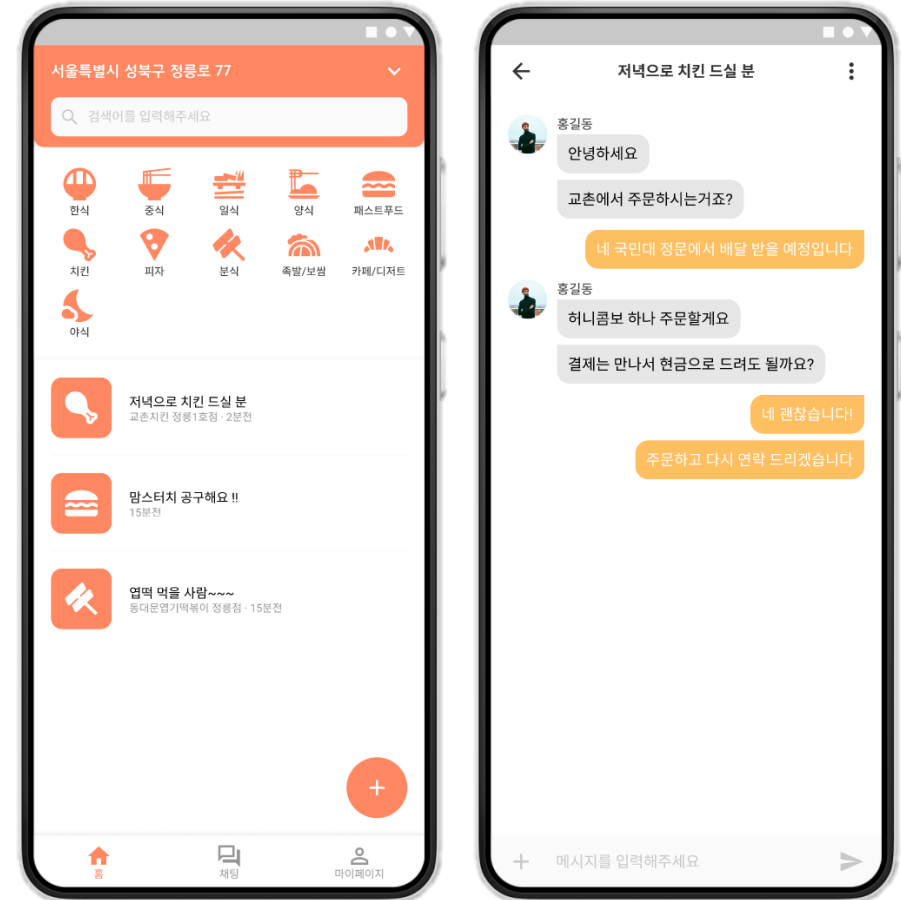 서울특별시 성북구 정릉로 77
검색어를 입력해주세요
한식
중식
일식
양식
패스트푸드
치킨
피자
분식
족발/보쌈
카페/디저트
야식
저녁으로 치킨 드실 분
교촌치킨 정릉1호점 · 2분전
맘스터치 공구해요 !!
15분전
엽떡 먹을 사람~~~
동대문엽기떡볶이 정릉점 · 15분전
홈
채팅
마이페이지
저녁으로 치킨 드실 분
홍길동
안녕하세요
교촌에서 주문하시는거죠?
네 국민대 정문에서 배달 받을 예정입니다
홍길동
허니콤보 하나 주문할게요
결제는 만나서 현금으로 드려도 될까요?
네 괜찮습니다!
주문하고 다시 연락 드리겠습니다
메시지를 입력해주세요